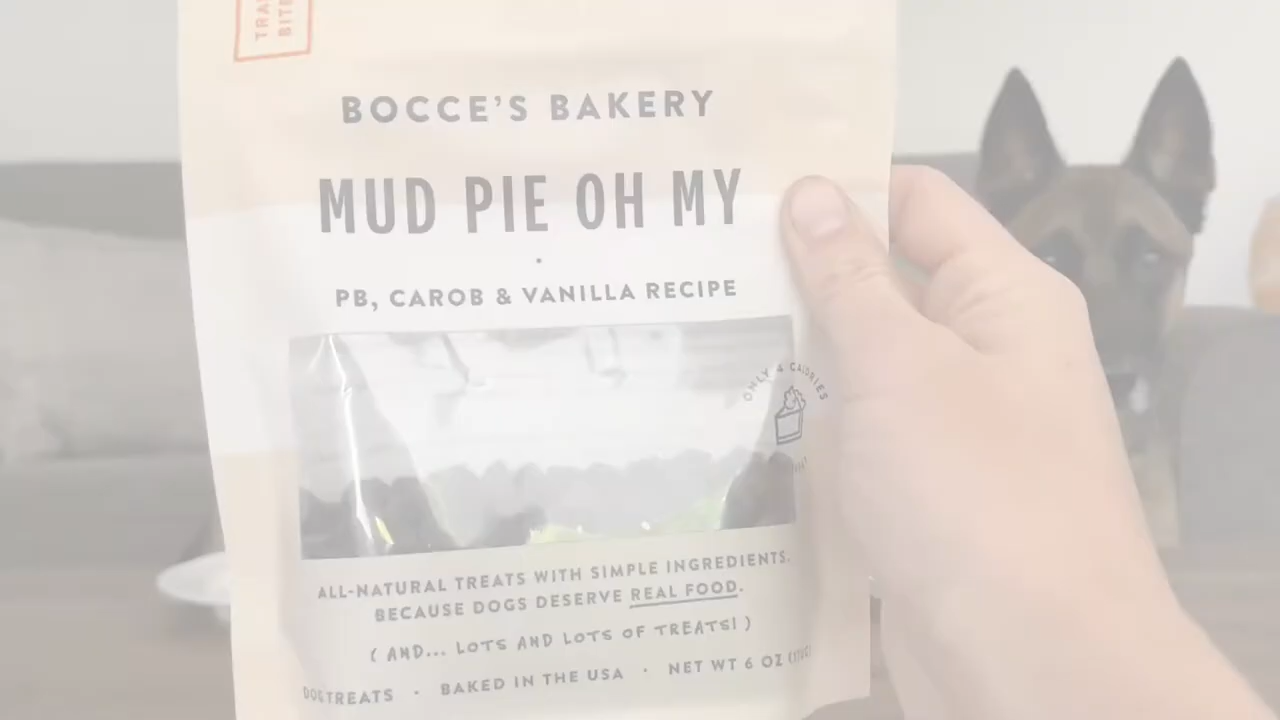 BOCCE'S BAKERY
MUD PIE OH MY
PB, CAROB & VANILLA RECIPE
ONLY 4 CALORIES
ALL-NATURAL TREATS WITH SIMPLE INGREDIENTS.
BECAUSE DOGS DESERVE REAL FOOD.
( AND... LOTS AND LOTS OF TREATS! )
DOG TREATS · BAKED IN THE USA · NET WT 6 OZ